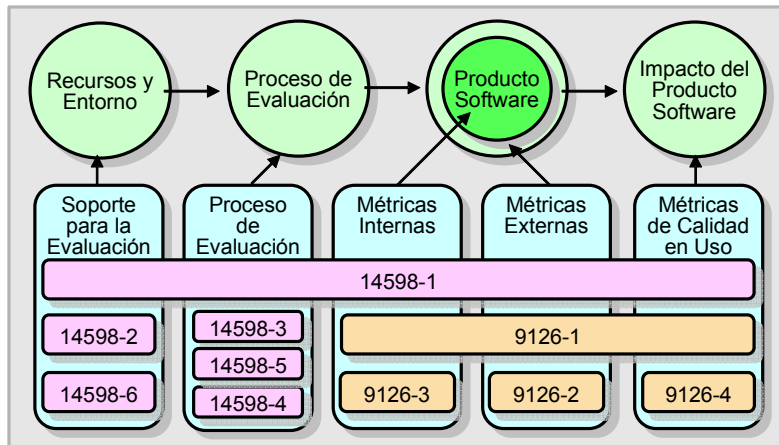 Recursos y
Entorno
Proceso de
Evaluación
Producto
Software
Impacto del
Producto
Software
Soporte
para la
Evaluación
Proceso
de
Evaluación
Métricas
Internas
Métricas
Externas
Métricas
de Calidad
en Uso
14598-1
14598-2
14598-3
9126-1
14598-5
14598-6
14598-4
9126-3
9126-2
9126-4